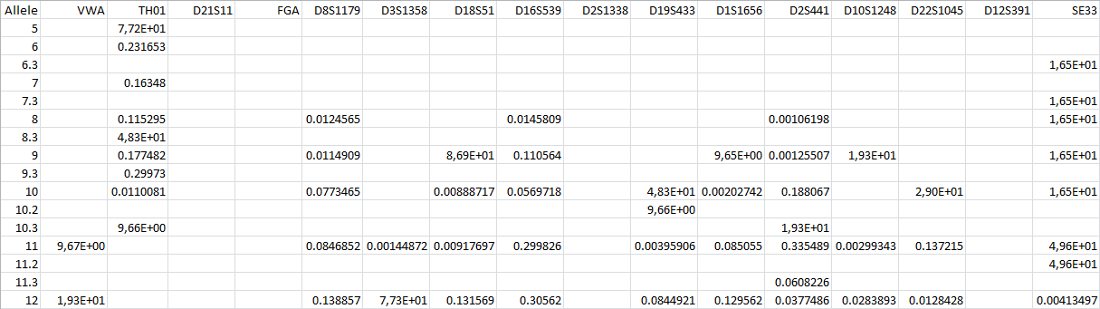 Allele VWA TH01 D21S11 FGA D8S1179 D3S1358 D18S51 D16S539 D2S1338 D19S433 D1S1656 D2S441 D10S1248 D22S1045 D12S391 SE33
5 7,72E+01
6 0.231653
6.3 1,65E+01
7 0.16348
7.3 1,65E+01
8 0.115295 0.0124565 0.0145809 0.00106198 1,65E+01
8.3 4,83E+01
9 0.177482 0.0114909 8,69E+01 0.110564 9,65E+00 0.00125507 1,93E+01 1,65E+01
9.3 0.29973
10 0.0110081 0.0773465 0.00888717 0.0569718 4,83E+01 0.00202742 0.188067 2,90E+01 1,65E+01
10.2 9,66E+00
10.3 9,66E+00 1,93E+01
11 9,67E+00 0.0846852 0.00144872 0.00917697 0.299826 0.00395906 0.085055 0.335489 0.00299343 0.137215 4,96E+01
11.2 4,96E+01
11.3 0.0608226
12 1,93E+01 0.138857 7,73E+01 0.131569 0.30562 0.0844921 0.129562 0.0377486 0.0283893 0.0128428 0.00413497